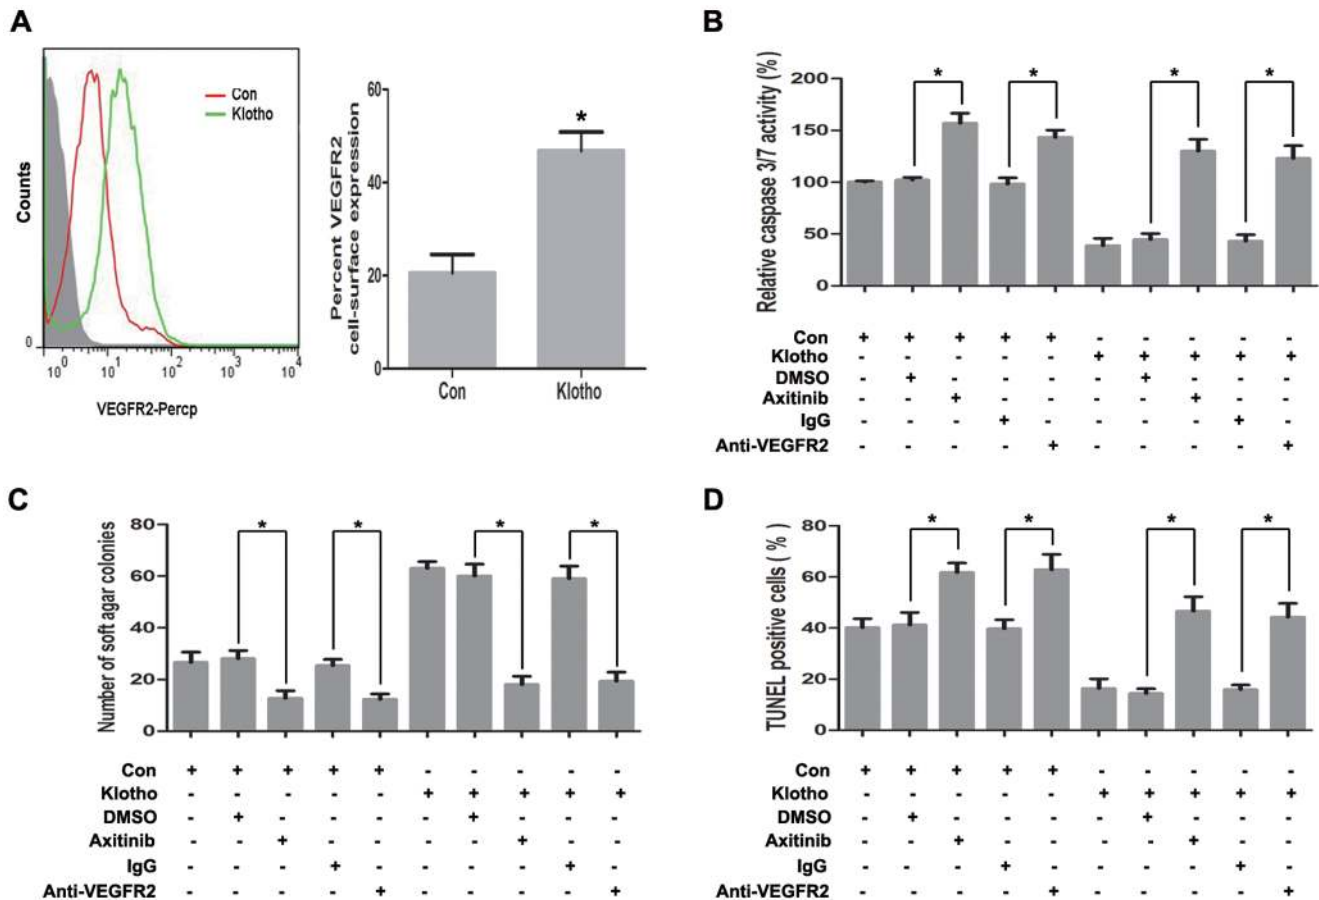 A
Con
Klotho
Counts
0
10^0 10^1 10^2 10^3 10^4
VEGFR2-Percp
Percent VEGFR2
cell-surface expression
60
40
20
0
*
Con Klotho
B
Relative caspase 3/7 activity (%)
200
150
100
50
0
* * * *
Con + + + + + - - - - -
Klotho - - - - - + + + + +
DMSO - + - - - - + - - -
Axitinib - - + - - - - + - -
IgG - - - + - - - - + -
Anti-VEGFR2 - - - - + - - - - +
C
Number of soft agar colonies
80
60
40
20
0
* * * *
Con + + + + + - - - - -
Klotho - - - - - + + + + +
DMSO - + - - - - + - - -
Axitinib - - + - - - - + - -
IgG - - - + - - - - + -
Anti-VEGFR2 - - - - + - - - - +
D
TUNEL positive cells ( % )
80
60
40
20
0
* * * *
Con + + + + + - - - - -
Klotho - - - - - + + + + +
DMSO - + - - - - + - - -
Axitinib - - + - - - - + - -
IgG - - - + - - - - + -
Anti-VEGFR2 - - - - + - - - - +